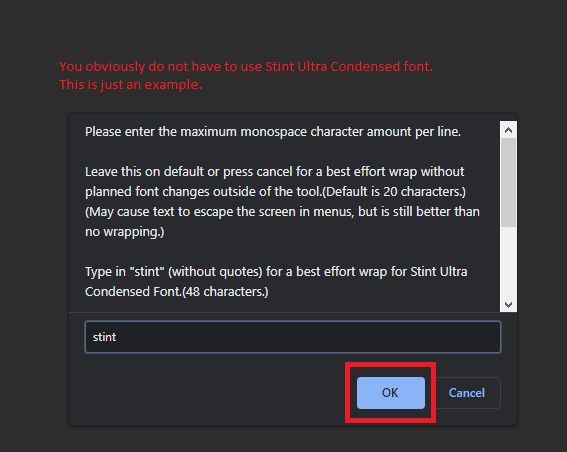 You obviously do not have to use Stint Ultra Condensed font.
This is just an example.
Please enter the maximum monospace character amount per line.
Leave this on default or press cancel for a best effort wrap without
planned font changes outside of the tool.(Default is 20 characters.)
(May cause text to escape the screen in menus, but is still better than
no wrapping.)
Type in "stint" (without quotes) for a best effort wrap for Stint Ultra
Condensed Font.(48 characters.)
stint
OK
Cancel